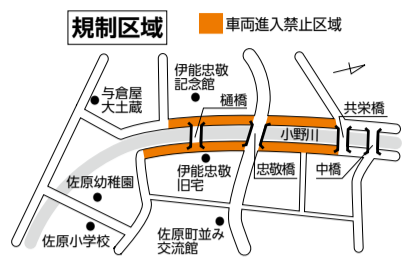 規制区域
車両進入禁止区域
伊能忠敬
記念館
樋橋
共栄橋
与倉屋
大土蔵
小野川
佐原幼稚園
伊能忠敬
旧宅
忠敬橋
中橋
佐原小学校
佐原町並み
交流館